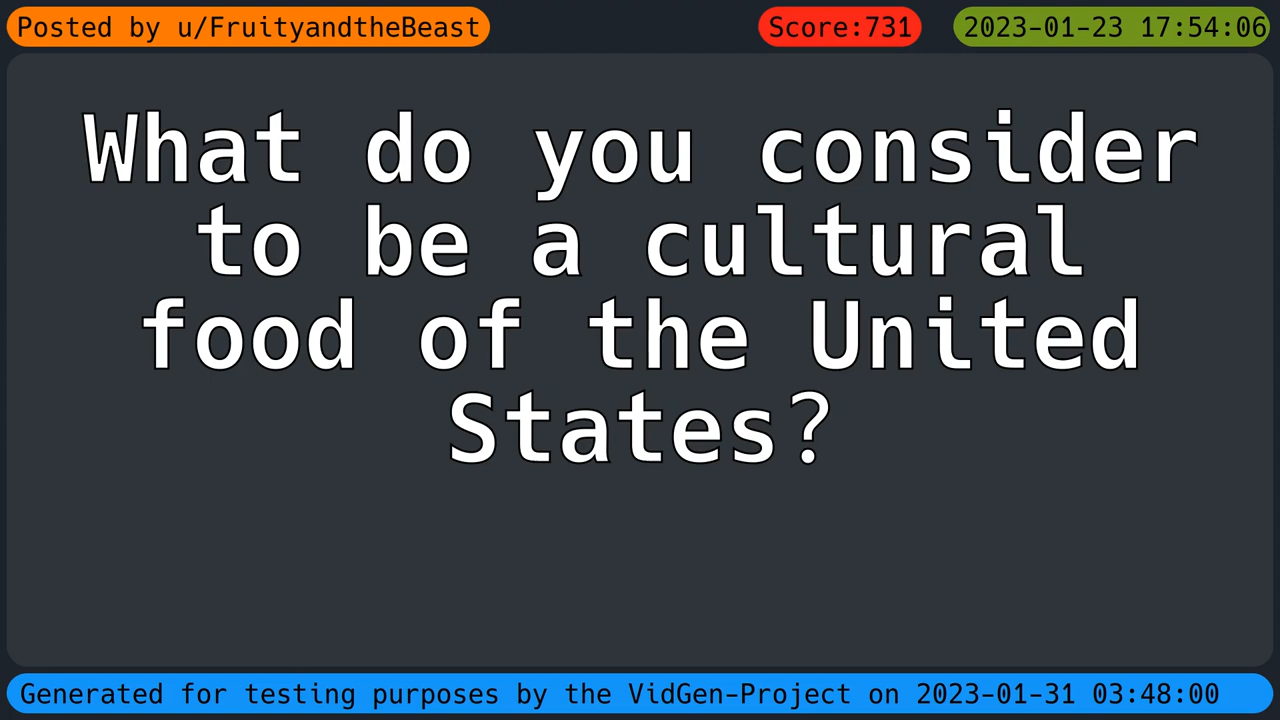 Posted by u/FruityandtheBeast
Score:731
2023-01-23 17:54:06
What do you consider
to be a cultural
food of the United
States?
Generated for testing purposes by the VidGen-Project on 2023-01-31 03:48:00